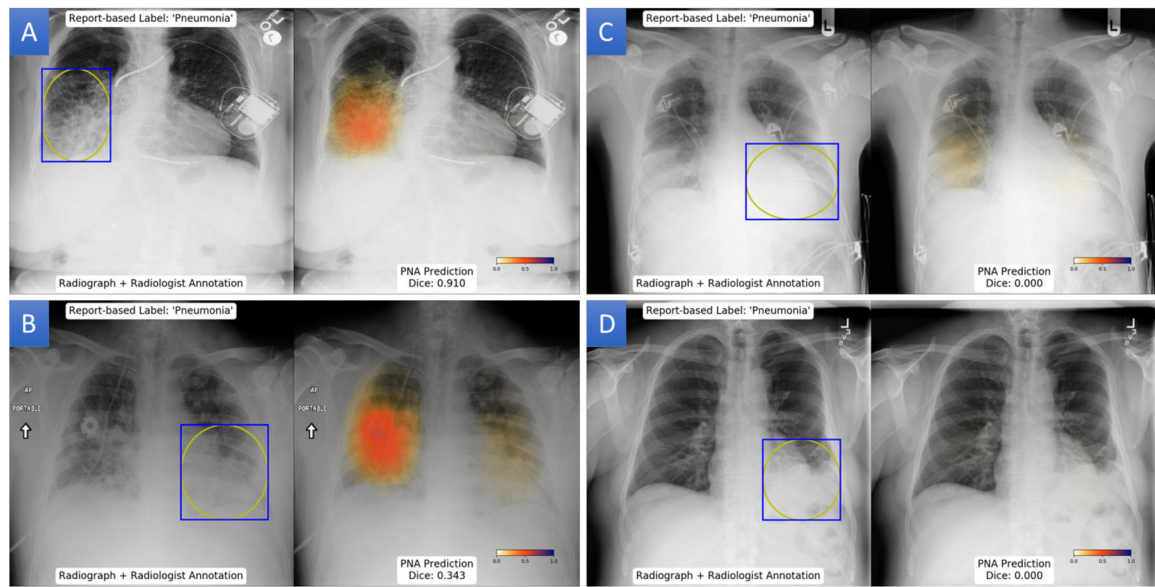 A
Report-based Label: 'Pneumonia'
Radiograph + Radiologist Annotation
PNA Prediction
Dice: 0.910
0.0 0.5 1.0
C
Report-based Label: 'Pneumonia'
L
L
Radiograph + Radiologist Annotation
PNA Prediction
Dice: 0.000
0.0 0.5 1.0
B
Report-based Label: 'Pneumonia'
AP
PORTABLE
AP
PORTABLE
Radiograph + Radiologist Annotation
PNA Prediction
Dice: 0.343
0.0 0.5 1.0
D
Report-based Label: 'Pneumonia'
L
L
Radiograph + Radiologist Annotation
PNA Prediction
Dice: 0.000
0.0 0.5 1.0